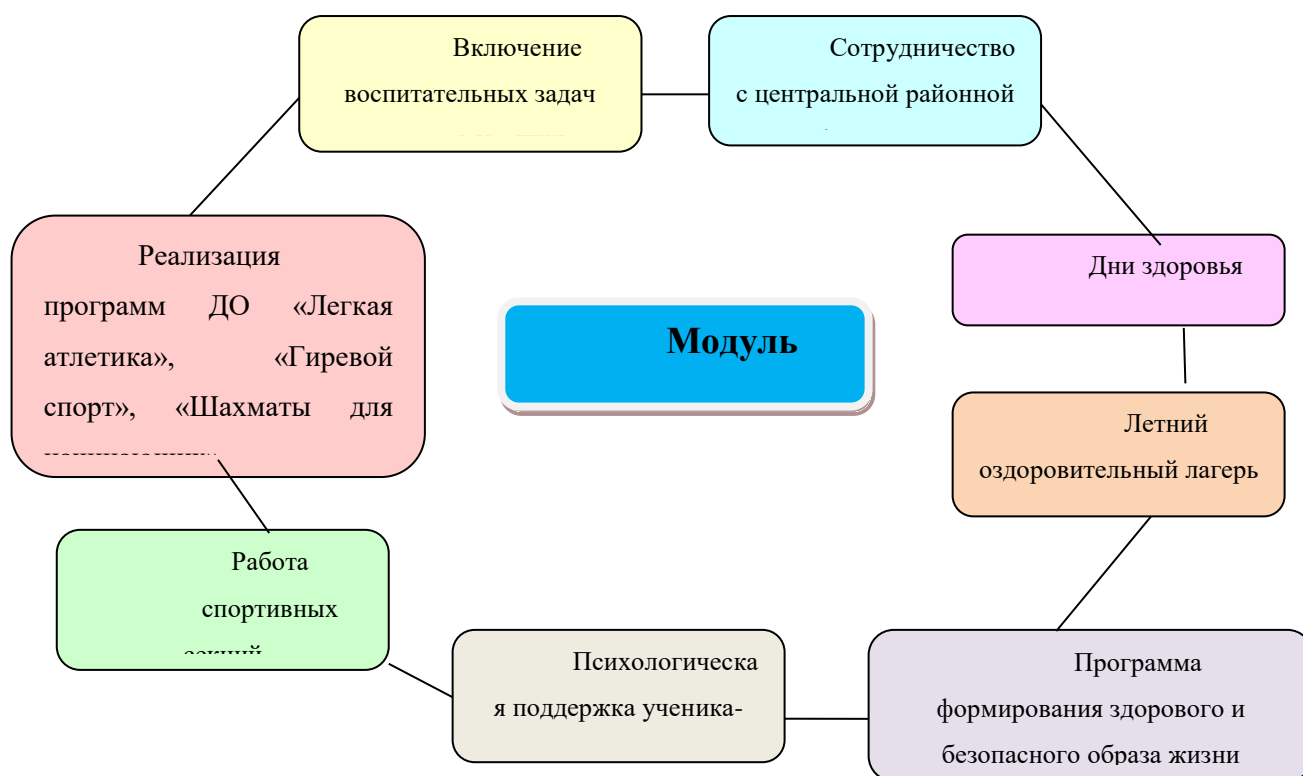 Включение
воспитательных задач
Сотрудничество
с центральной районной
Реализация
программ ДО «Легкая
атлетика», «Гиревой
спорт», «Шахматы для
Дни здоровья
Модуль
Летний
оздоровительный лагерь
Работа
спортивных
секций
Психологическа
я поддержка ученика-
Программа
формирования здорового и
безопасного образа жизни